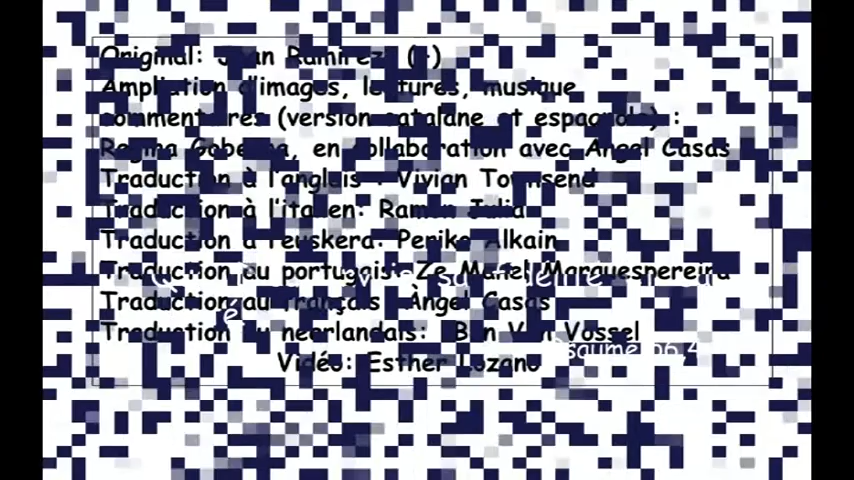 Original: Joan Ramirez (+)
Ampliation d'images, lectures, musique
commentaires (version catalane et espagnole) :
Regina Goberna, en collaboration avec Àngel Casas
Traduction à l'anglais : Vivian Townsend
Traduction à l'italien: Ramon Julià
Traduction à l'euskera: Periko Alkain
Traduction au portugais: Ze Manel Marquespereira
Traduction au français : Àngel Casas
Traduction au neerlandais: Ben Van Vossel
Vidéo: Esther Lozano